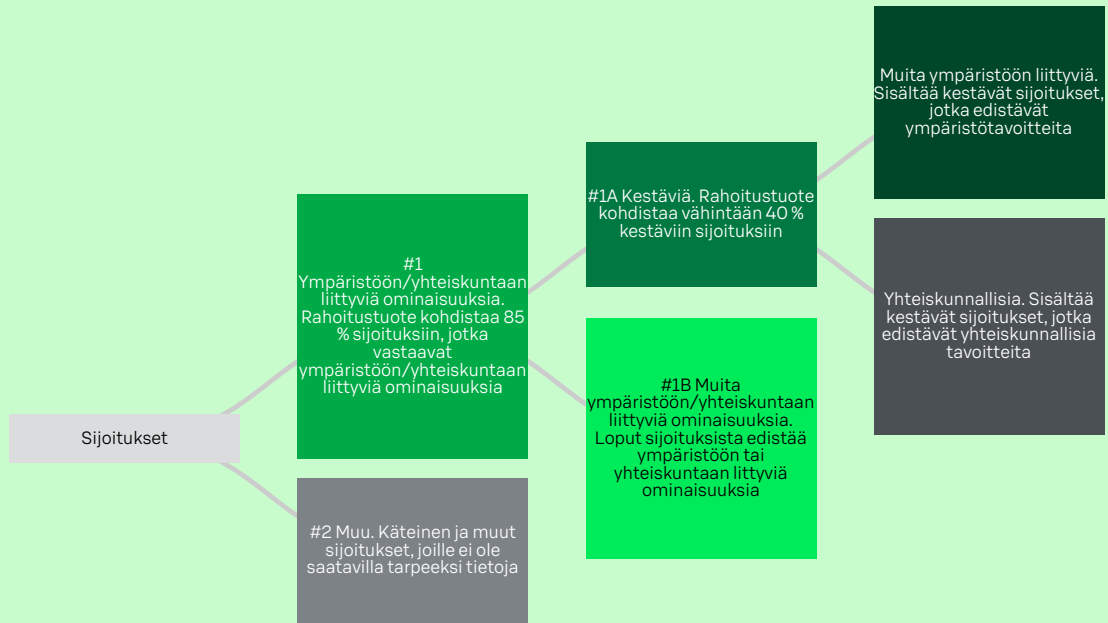 Sijoitukset
#1
Ympäristöön/yhteiskuntaan
liittyviä ominaisuuksia.
Rahoitustuote kohdistaa 85
% sijoituksiin, jotka
vastaavat
ympäristöön/yhteiskuntaan
liittyviä ominaisuuksia
#2 Muu. Käteinen ja muut
sijoitukset, joille ei ole
saatavilla tarpeeksi tietoja
#1A Kestäviä. Rahoitustuote
kohdistaa vähintään 40 %
kestäviin sijoituksiin
#1B Muita
ympäristöön/yhteiskuntaan
liittyviä ominaisuuksia.
Loput sijoituksista edistää
ympäristöön tai
yhteiskuntaan littyviä
ominaisuuksia
Muita ympäristöön liittyviä.
Sisältää kestävät sijoitukset,
jotka edistävät
ympäristötavoitteita
Yhteiskunnallisia. Sisältää
kestävät sijoitukset, jotka
edistävät yhteiskunnallisia
tavoitteita